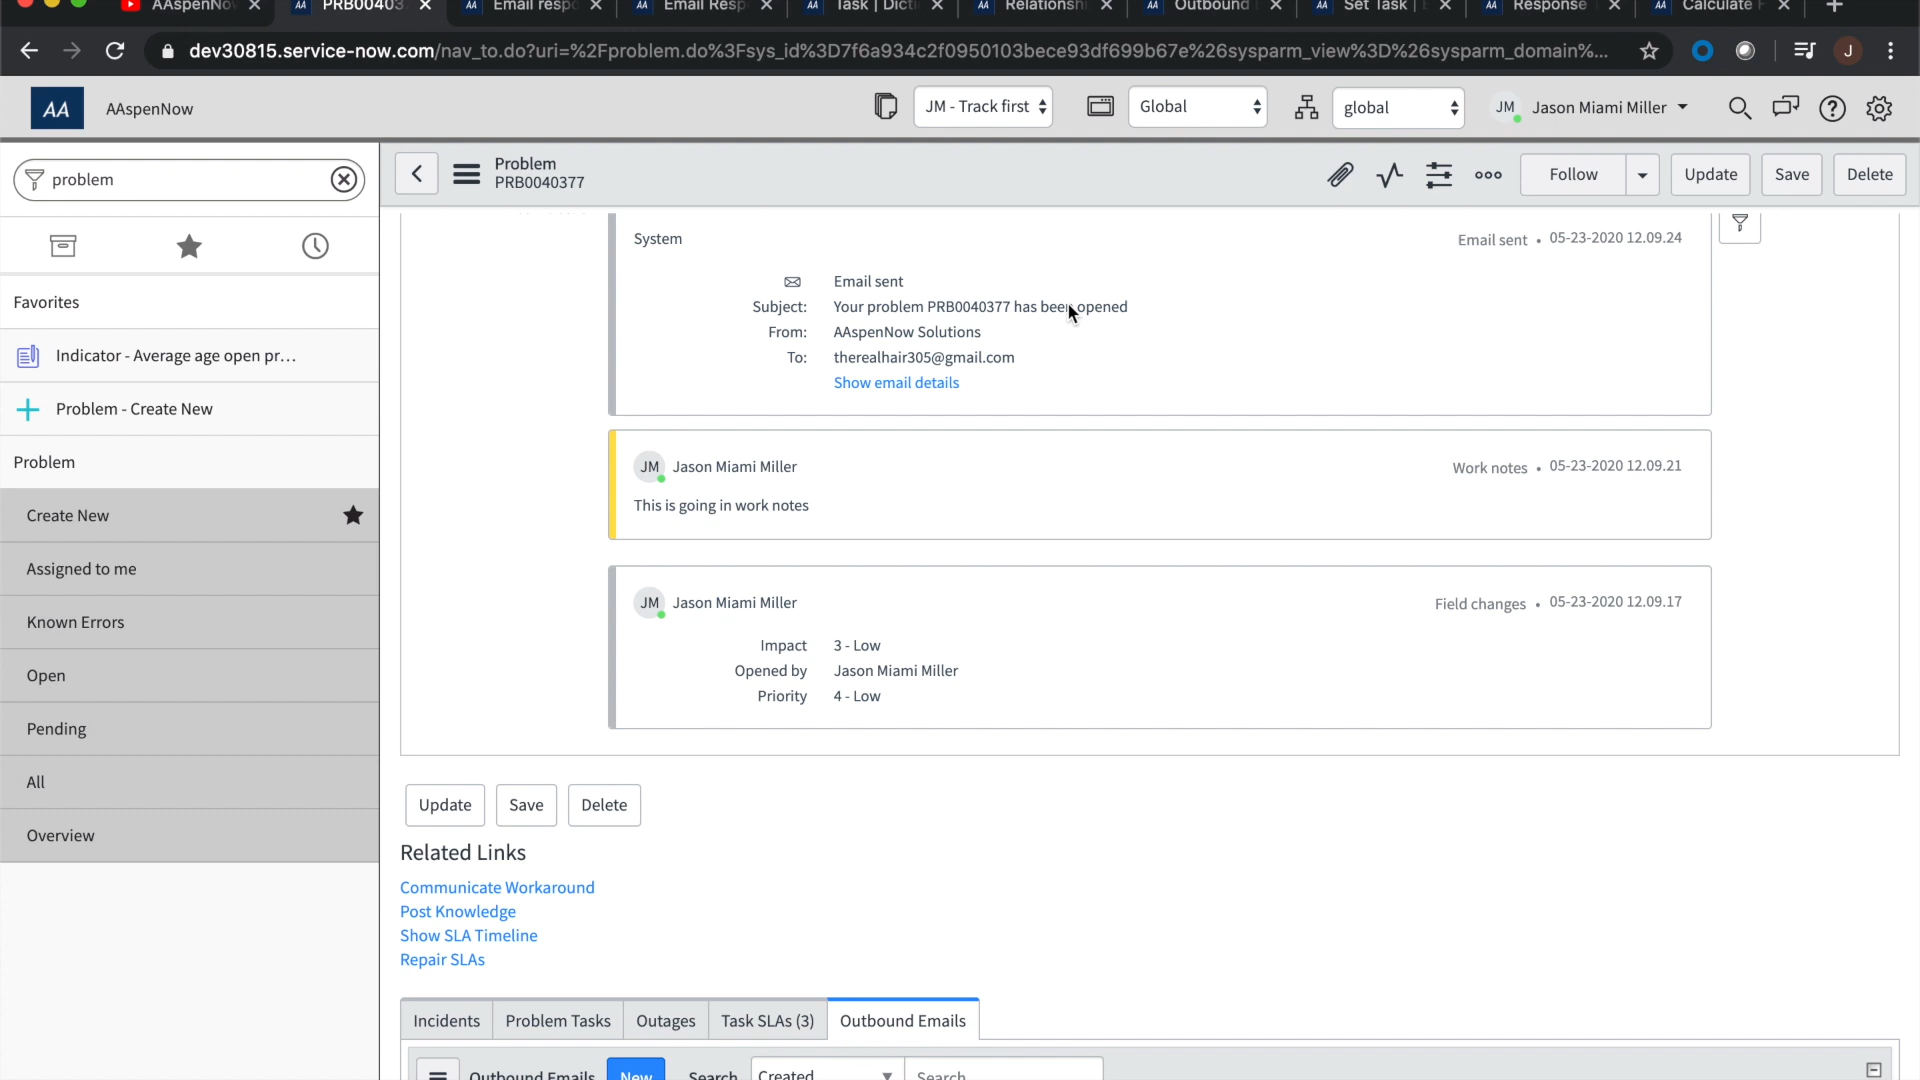 AAspenNow
PRB00403
Email respo
Email Resp
Task | Dicti
Relationshi
Outbound
Set Task |
Response
Calculate
dev30815.service-now.com/nav_to.do?uri=%2Fproblem.do%3Fsys_id%3D7f6a934c2f0950103bece93df699b67e%26sysparm_view%3D%26sysparm_domain%...
J
AA
AAspenNow
JM - Track first
Global
global
JM
Jason Miami Miller
problem
Problem
PRB0040377
Follow
Update
Save
Delete
Favorites
Indicator - Average age open pr...
Problem - Create New
Problem
Create New
Assigned to me
Known Errors
Open
Pending
All
Overview
System
Email sent • 05-23-2020 12.09.24
Email sent
Subject: Your problem PRB0040377 has been opened
From: AAspenNow Solutions
To: therealhair305@gmail.com
Show email details
JM Jason Miami Miller
Work notes • 05-23-2020 12.09.21
This is going in work notes
JM Jason Miami Miller
Field changes • 05-23-2020 12.09.17
Impact 3 - Low
Opened by Jason Miami Miller
Priority 4 - Low
Update
Save
Delete
Related Links
Communicate Workaround
Post Knowledge
Show SLA Timeline
Repair SLAs
Incidents
Problem Tasks
Outages
Task SLAs (3)
Outbound Emails
Outbound Emails
New
Search
Created
Search